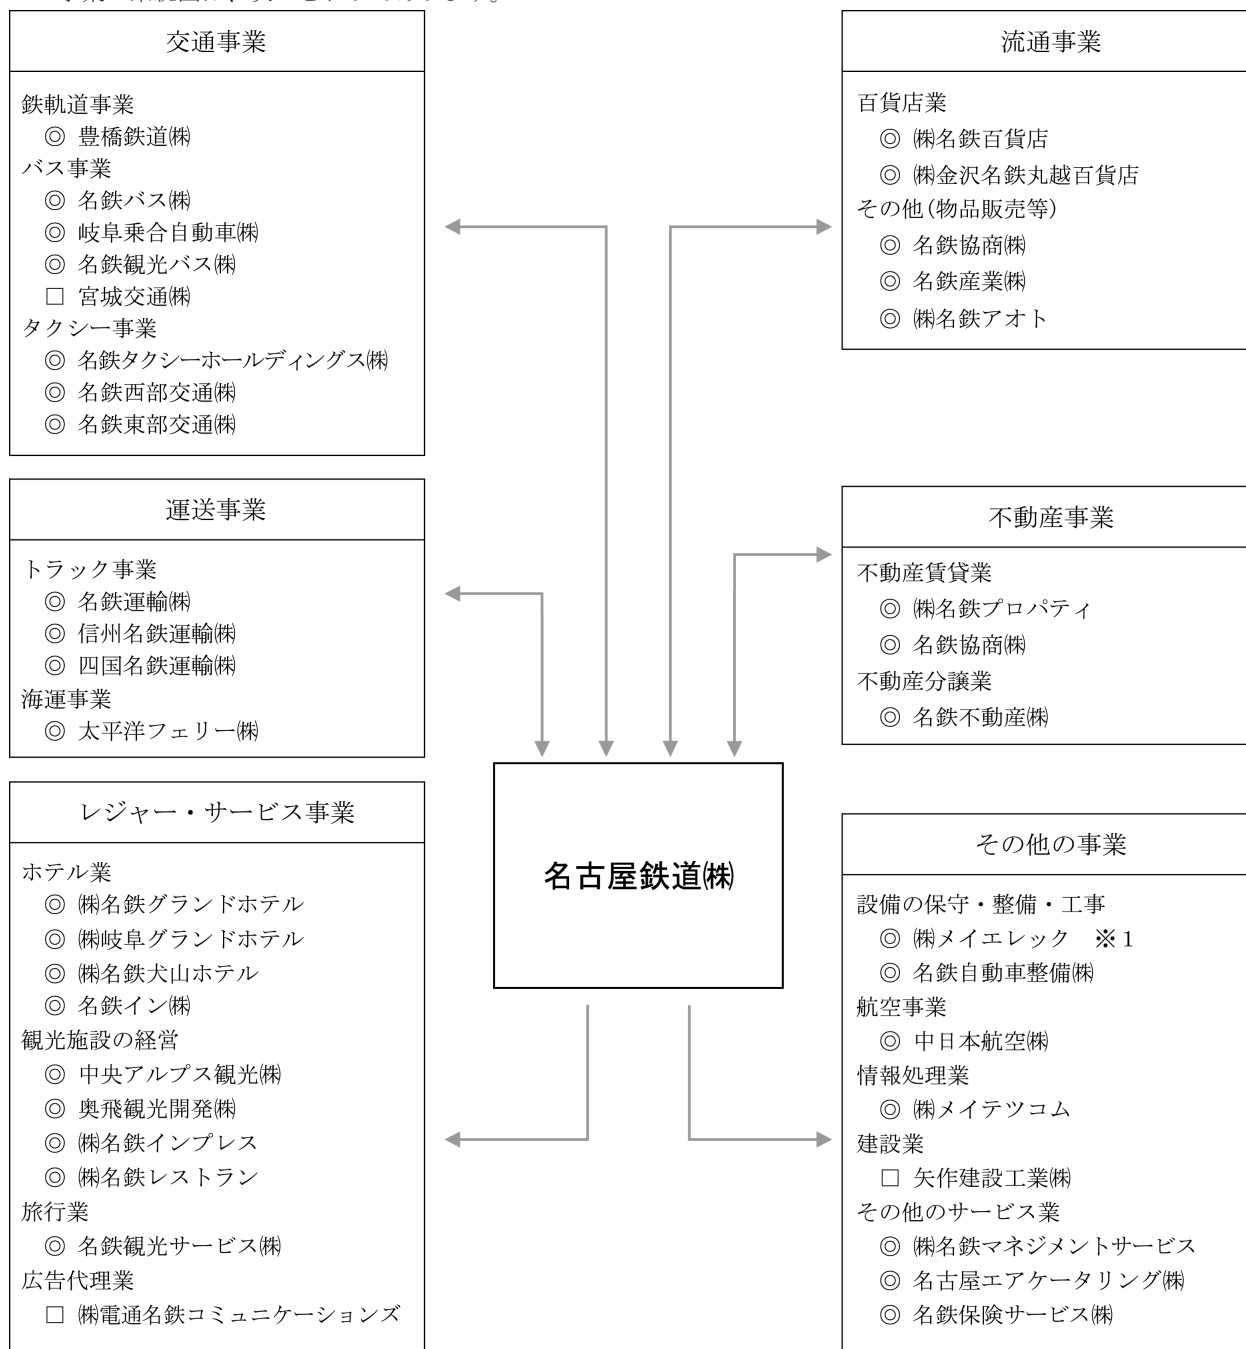 交通事業
鉄軌道事業
◎ 豊橋鉄道㈱
バス事業
◎ 名鉄バス㈱
◎ 岐阜乗合自動車㈱
◎ 名鉄観光バス㈱
□ 宮城交通㈱
タクシー事業
◎ 名鉄タクシーホールディングス㈱
◎ 名鉄西部交通㈱
◎ 名鉄東部交通㈱
運送事業
トラック事業
◎ 名鉄運輸㈱
◎ 信州名鉄運輸㈱
◎ 四国名鉄運輸㈱
海運事業
◎ 太平洋フェリー㈱
レジャー・サービス事業
ホテル業
◎ ㈱名鉄グランドホテル
◎ ㈱岐阜グランドホテル
◎ ㈱名鉄犬山ホテル
◎ 名鉄イン㈱
観光施設の経営
◎ 中央アルプス観光㈱
◎ 奥飛観光開発㈱
◎ ㈱名鉄インプレス
◎ ㈱名鉄レストラン
旅行業
◎ 名鉄観光サービス㈱
広告代理業
□ ㈱電通名鉄コミュニケーションズ
名古屋鉄道㈱
流通事業
百貨店業
◎ ㈱名鉄百貨店
◎ ㈱金沢名鉄丸越百貨店
その他(物品販売等)
◎ 名鉄協商㈱
◎ 名鉄産業㈱
◎ ㈱名鉄アオト
不動産事業
不動産賃貸業
◎ ㈱名鉄プロパティ
◎ 名鉄協商㈱
不動産分譲業
◎ 名鉄不動産㈱
その他の事業
設備の保守・整備・工事
◎ ㈱メイエレック ※1
◎ 名鉄自動車整備㈱
航空事業
◎ 中日本航空㈱
情報処理業
◎ ㈱メイテツコム
建設業
□ 矢作建設工業㈱
その他のサービス業
◎ ㈱名鉄マネジメントサービス
◎ 名古屋エアケータリング㈱
◎ 名鉄保険サービス㈱